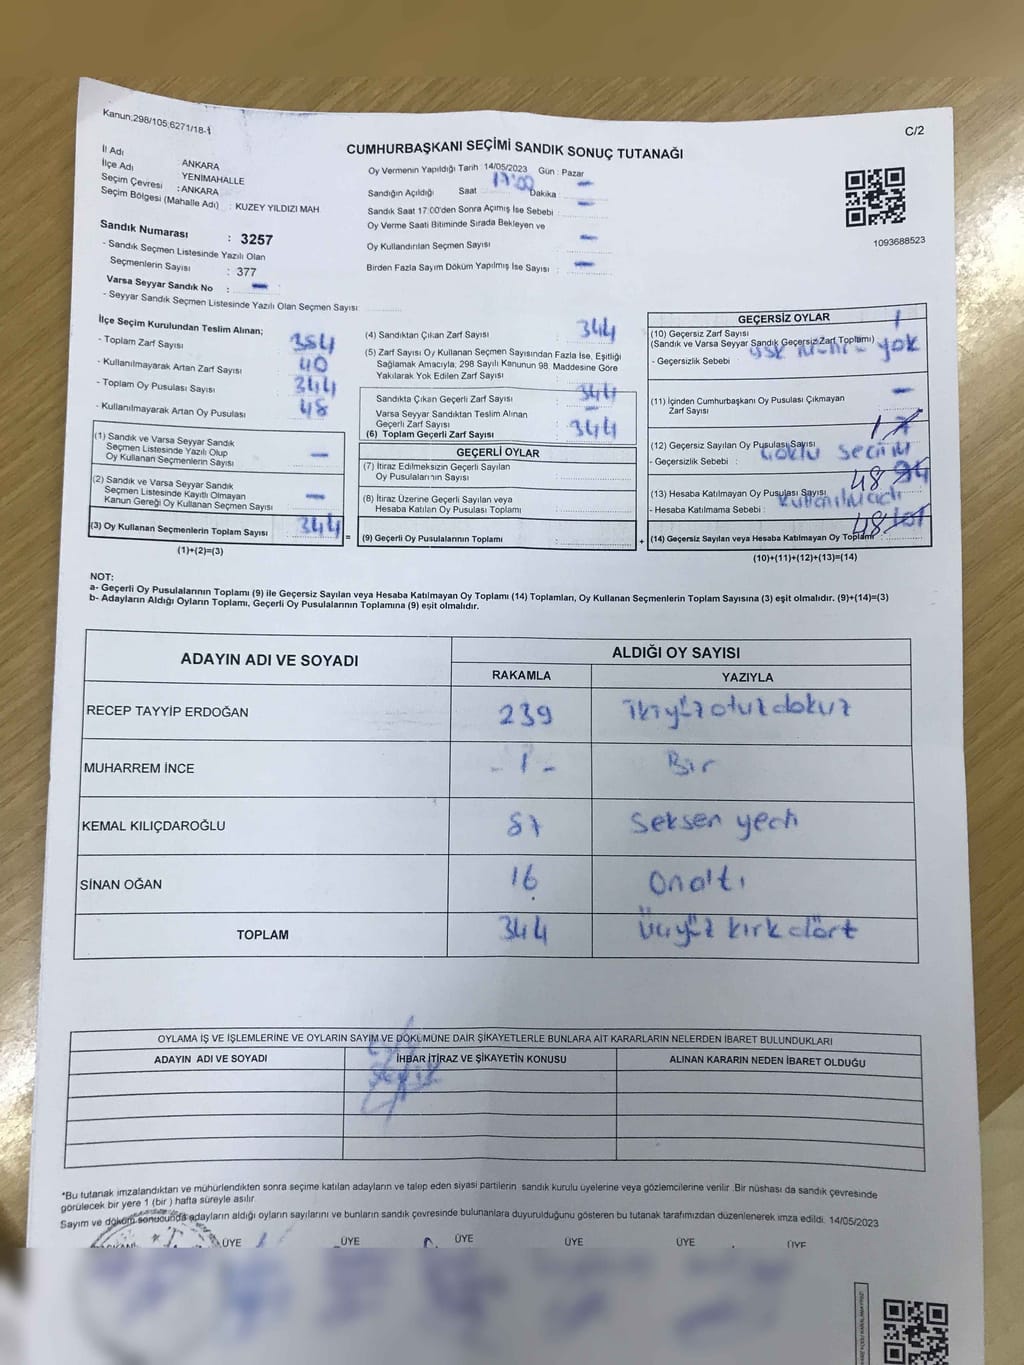 Kanun:298/105;6271/18-1
C/2
CUMHURBAŞKANI SEÇİMİ SANDIK SONUÇ TUTANAĞI
İl Adı : ANKARA
İlçe Adı : YENİMAHALLE
Seçim Çevresi : ANKARA
Seçim Bölgesi (Mahalle Adı) : KUZEY YILDIZI MAH
Sandık Numarası : 3257
- Sandık Seçmen Listesinde Yazılı Olan
Seçmenlerin Sayısı : 377
Varsa Seyyar Sandık No : -
- Seyyar Sandık Seçmen Listesinde Yazılı Olan Seçmen Sayısı:
Oy Vermenin Yapıldığı Tarih : 14/05/2023 Gün : Pazar
Sandığın Açıldığı Saat 17:00 Dakika -
Sandık Saat 17:00'den Sonra Açımış İse Sebebi : -
Oy Verme Saati Bitiminde Sırada Bekleyen ve
Oy Kullandırılan Seçmen Sayısı : -
Birden Fazla Sayım Döküm Yapılmış İse Sayısı : -
1093688523
İlçe Seçim Kurulundan Teslim Alınan;
- Toplam Zarf Sayısı : 384
- Kullanılmayarak Artan Zarf Sayısı : 40
- Toplam Oy Pusulası Sayısı : 344
- Kullanılmayarak Artan Oy Pusulası : 48
(1) Sandık ve Varsa Seyyar Sandık
Seçmen Listesinde Yazılı Olup
Oy Kullanan Seçmenlerin Sayısı : -
(2) Sandık ve Varsa Seyyar Sandık
Seçmen Listesinde Kayıtlı Olmayan
Kanun Gereği Oy Kullanan Seçmen Sayısı : -
(3) Oy Kullanan Seçmenlerin Toplam Sayısı : 344
(1)+(2)=(3)
=
(4) Sandıktan Çıkan Zarf Sayısı : 344
(5) Zarf Sayısı Oy Kullanan Seçmen Sayısından Fazla İse, Eşitliği
Sağlamak Amacıyla, 298 Sayılı Kanunun 98. Maddesine Göre
Yakılarak Yok Edilen Zarf Sayısı : -
Sandıkta Çıkan Geçerli Zarf Sayısı : 344
Varsa Seyyar Sandıktan Teslim Alınan
Geçerli Zarf Sayısı : -
(6) Toplam Geçerli Zarf Sayısı : 344
GEÇERLİ OYLAR
(7) İtiraz Edilmeksizin Geçerli Sayılan
Oy Pusulaları'nın Sayısı :
(8) İtiraz Üzerine Geçerli Sayılan veya
Hesaba Katılan Oy Pusulası Toplamı :
(9) Geçerli Oy Pusulalarının Toplamı :
+
GEÇERSİZ OYLAR
(10) Geçersiz Zarf Sayısı 1
(Sandık ve Varsa Seyyar Sandık Geçersiz Zarf Toplamı)
- Geçersizlik Sebebi : yok
(11) İçinden Cumhurbaşkanı Oy Pusulası Çıkmayan
Zarf Sayısı : -
(12) Geçersiz Sayılan Oy Pusulası Sayısı 1 7
- Geçersizlik Sebebi : çoklu seçim
(13) Hesaba Katılmayan Oy Pusulası Sayısı 48 94
- Hesaba Katılmama Sebebi :
(14) Geçersiz Sayılan veya Hesaba Katılmayan Oy Toplamı : 48 101
(10)+(11)+(12)+(13)=(14)
NOT:
a- Geçerli Oy Pusulalarının Toplamı (9) ile Geçersiz Sayılan veya Hesaba Katılmayan Oy Toplamı (14) Toplamları, Oy Kullanan Seçmenlerin Toplam Sayısına (3) eşit olmalıdır. (9)+(14)=(3)
b- Adayların Aldığı Oyların Toplamı, Geçerli Oy Pusulalarının Toplamına (9) eşit olmalıdır.
ADAYIN ADI VE SOYADI
ALDIĞI OY SAYISI
RAKAMLA YAZIYLA
RECEP TAYYİP ERDOĞAN 239 ikiyüzotuzdokuz
MUHARREM İNCE - 1 - Bir
KEMAL KILIÇDAROĞLU 87 Seksen yedi
SİNAN OĞAN 16 Onaltı
TOPLAM 344 Üçyüz kırk dört
OYLAMA İŞ VE İŞLEMLERİNE VE OYLARIN SAYIM VE DÖKÜMÜNE DAİR ŞİKAYETLERLE BUNLARA AİT KARARLARIN NELERDEN İBARET BULUNDUKLARI
ADAYIN ADI VE SOYADI İHBAR İTİRAZ VE ŞİKAYETİN KONUSU ALINAN KARARIN NEDEN İBARET OLDUĞU
*Bu tutanak imzalandıktan ve mühürlendikten sonra seçime katılan adayların ve talep eden siyasi partilerin sandık kurulu üyelerine veya gözlemcilerine verilir. Bir nüshası da sandık çevresinde
görülecek bir yere 1 (bir) hafta süreyle asılır.
Sayım ve döküm sonucunda adayların aldığı oyların sayılarını ve bunların sandık çevresinde bulunanlara duyurulduğunu gösteren bu tutanak tarafımızdan düzenlenerek imza edildi. 14/05/2023
ÜYE ÜYE ÜYE ÜYE ÜYE ÜYE